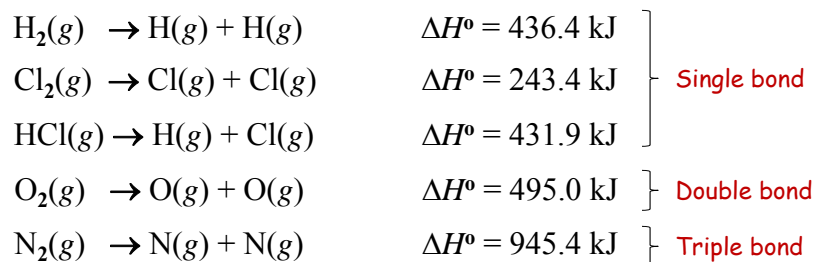 H₂(g) → H(g) + H(g) ΔH° = 436.4 kJ
Cl₂(g) → Cl(g) + Cl(g) ΔH° = 243.4 kJ Single bond
HCl(g) → H(g) + Cl(g) ΔH° = 431.9 kJ
O₂(g) → O(g) + O(g) ΔH° = 495.0 kJ Double bond
N₂(g) → N(g) + N(g) ΔH° = 945.4 kJ Triple bond